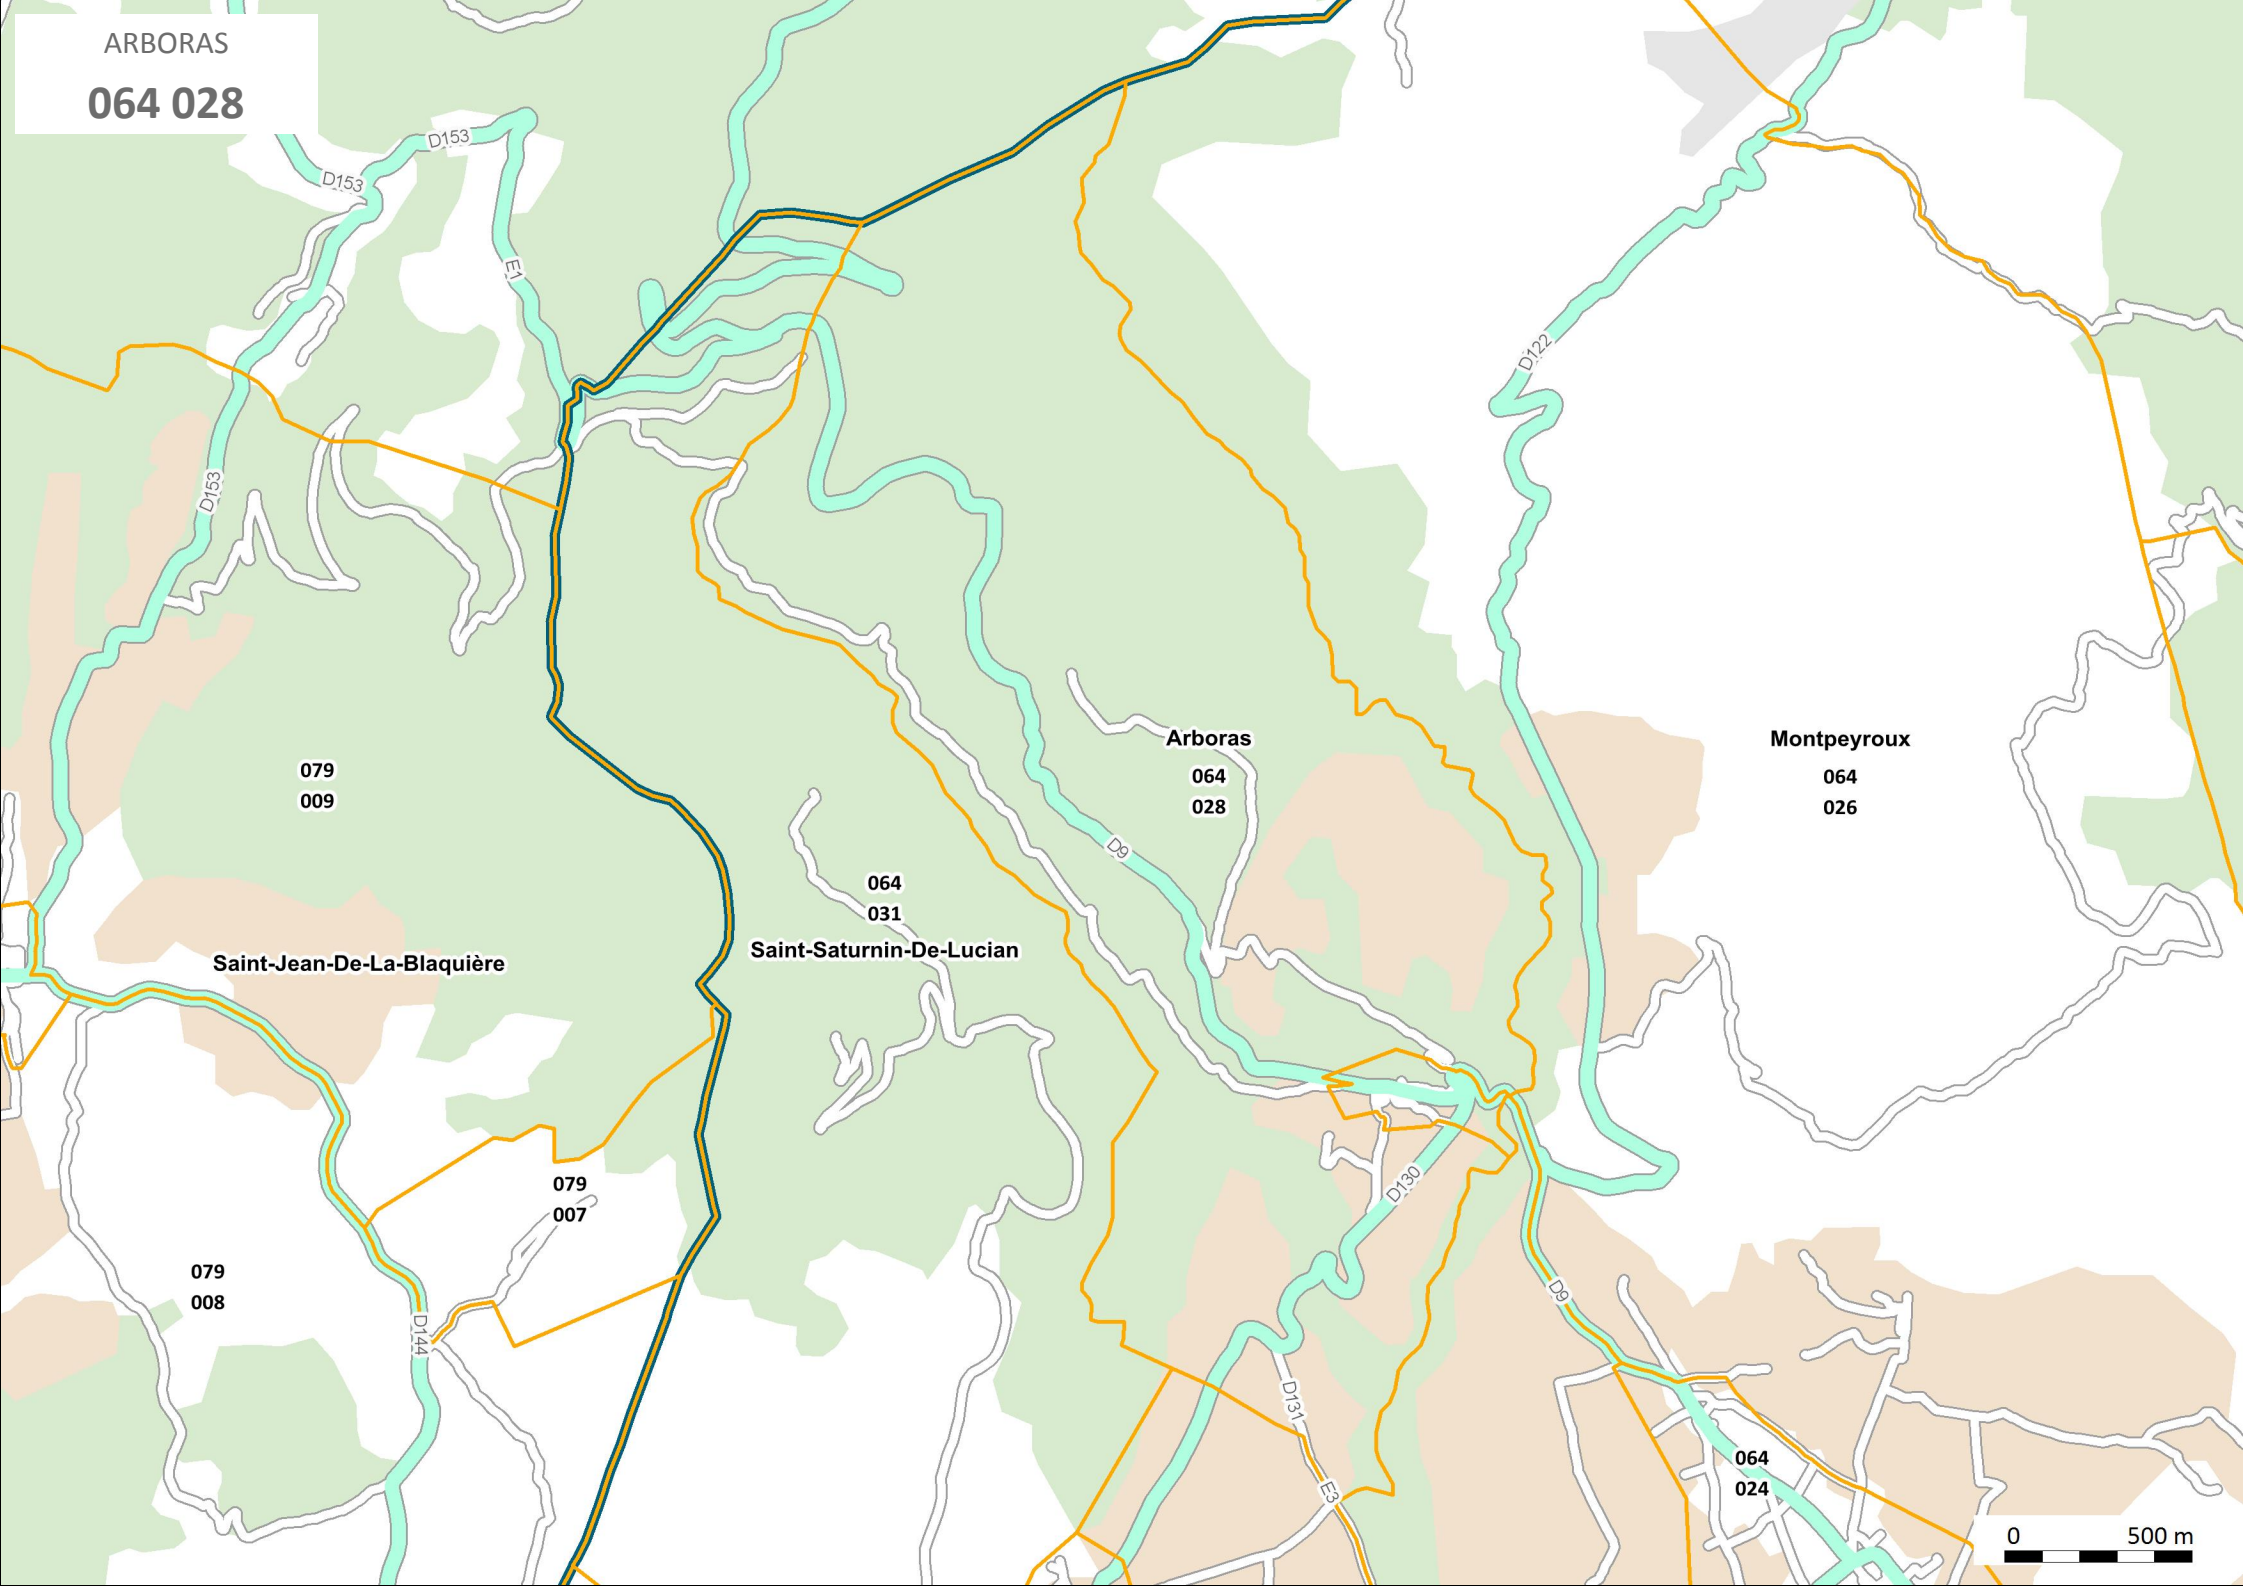 ARBORAS
064 028
D153
D153
E1
D122
D153
Arboras
064
028
Montpeyroux
064
026
079
009
D9
064
031
Saint-Saturnin-De-Lucian
Saint-Jean-De-La-Blaquière
079
007
D130
079
008
D144
D9
D131
E3
064
024
0 500 m